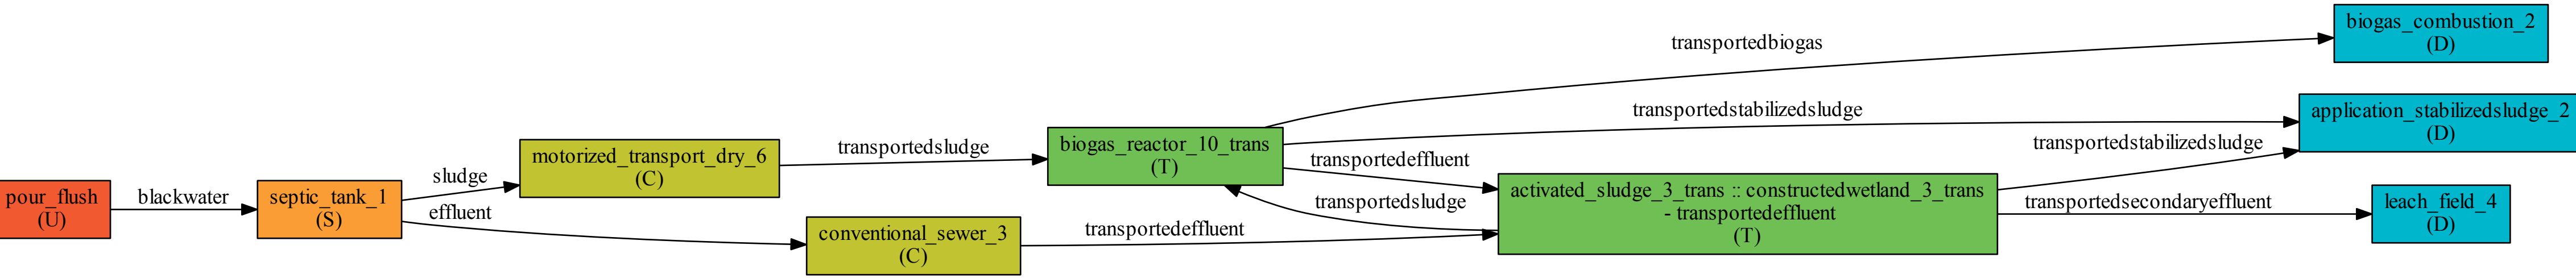 pour_flush
(U)
blackwater
septic_tank_1
(S)
sludge
effluent
motorized_transport_dry_6
(C)
conventional_sewer_3
(C)
transportedsludge
transportedeffluent
biogas_reactor_10_trans
(T)
transportedbiogas
transportedstabilizedsludge
transportedeffluent
transportedsludge
activated_sludge_3_trans :: constructedwetland_3_trans
- transportedeffluent
(T)
transportedstabilizedsludge
transportedsecondaryeffluent
biogas_combustion_2
(D)
application_stabilizedsludge_2
(D)
leach_field_4
(D)